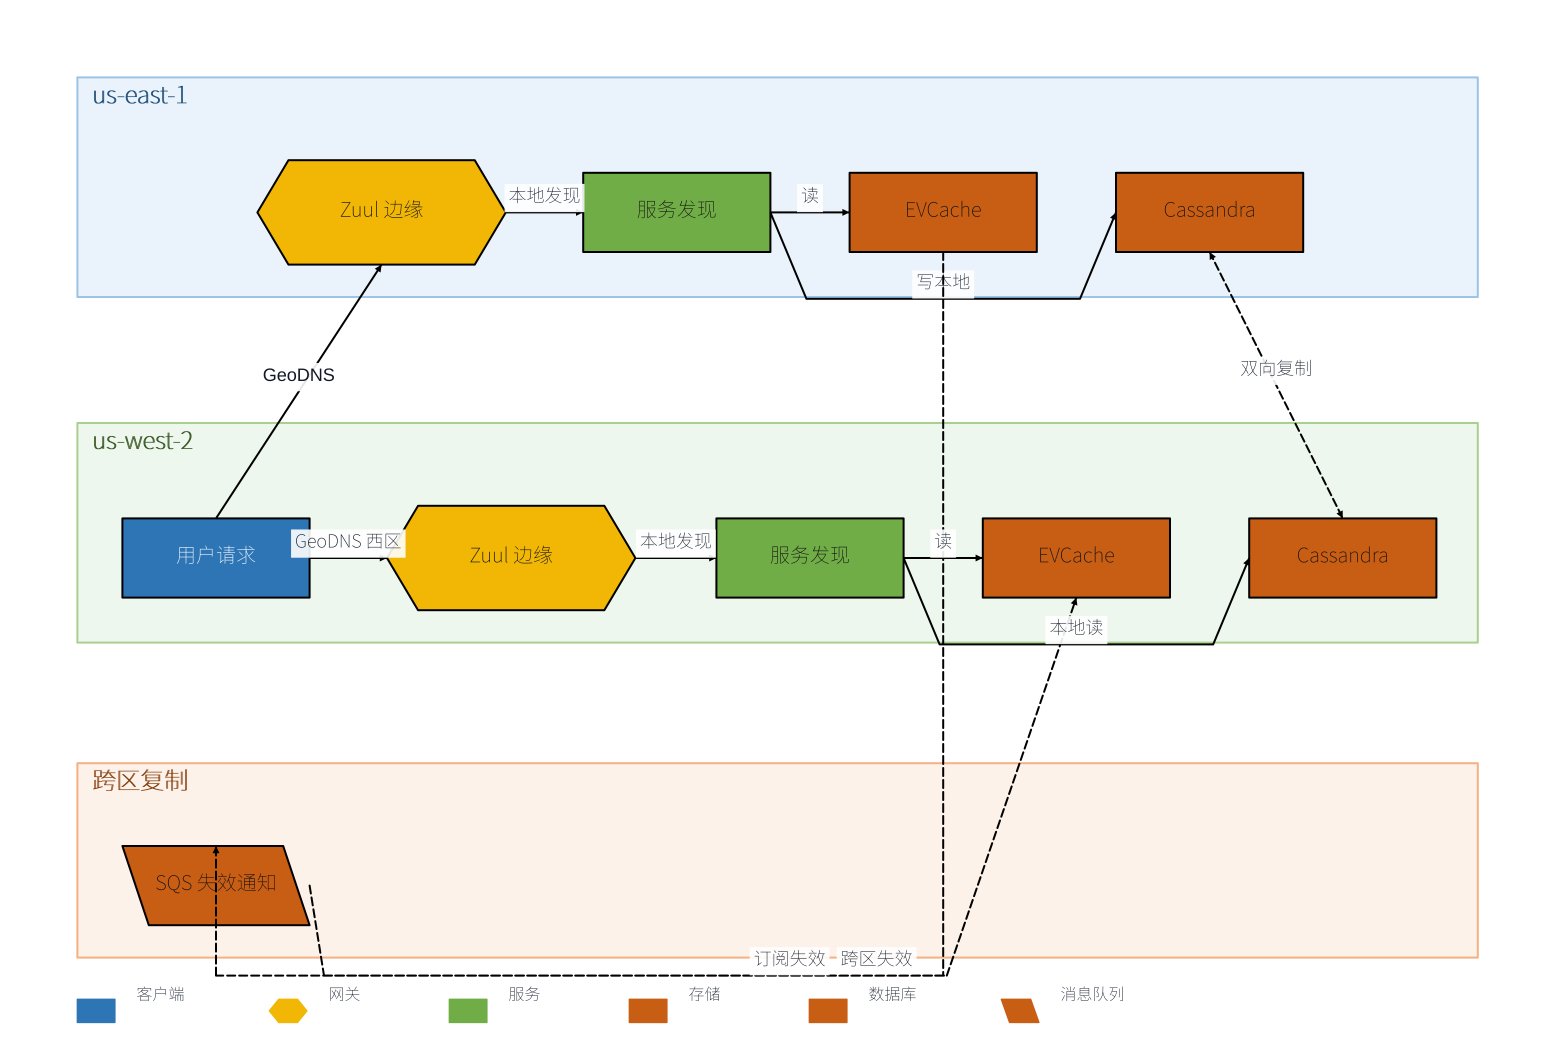 us-east-1
Zuul 边缘
本地发现
服务发现
读
EVCache
Cassandra
写本地
GeoDNS
双向复制
us-west-2
用户请求
GeoDNS 西区
Zuul 边缘
本地发现
服务发现
读
EVCache
Cassandra
本地读
跨区复制
SQS 失效通知
订阅失效
跨区失效
客户端
网关
服务
存储
数据库
消息队列